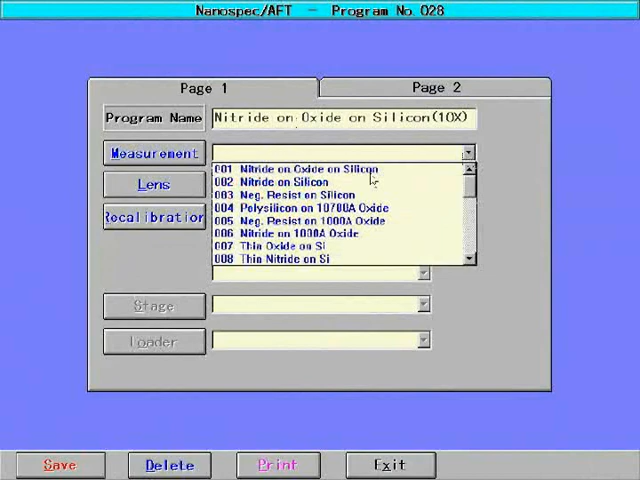 Nanospec/AFT - Program No.028
Page 1 Page 2
Program Name Nitride on Oxide on Silicon(10X)
Measurement
001 Nitride on Oxide on Silicon
002 Nitride on Silicon
003 Neg. Resist on Silicon
004 Polysilicon on 10700A Oxide
005 Neg. Resist on 1000A Oxide
006 Nitride on 1000A Oxide
007 Thin Oxide on Si
008 Thin Nitride on Si
Lens
Recalibration
Stage
Loader
Save Delete Print Exit